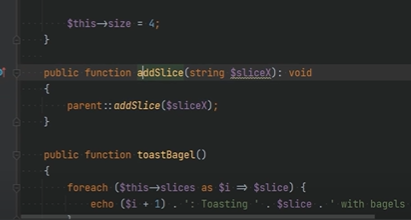 $this->size = 4;
}
public function addSlice(string $sliceX): void
{
parent::addSlice($sliceX);
}
public function toastBagel()
{
foreach ($this->slices as $i => $slice) {
echo ($i + 1) . ': Toasting ' . $slice . ' with bagels